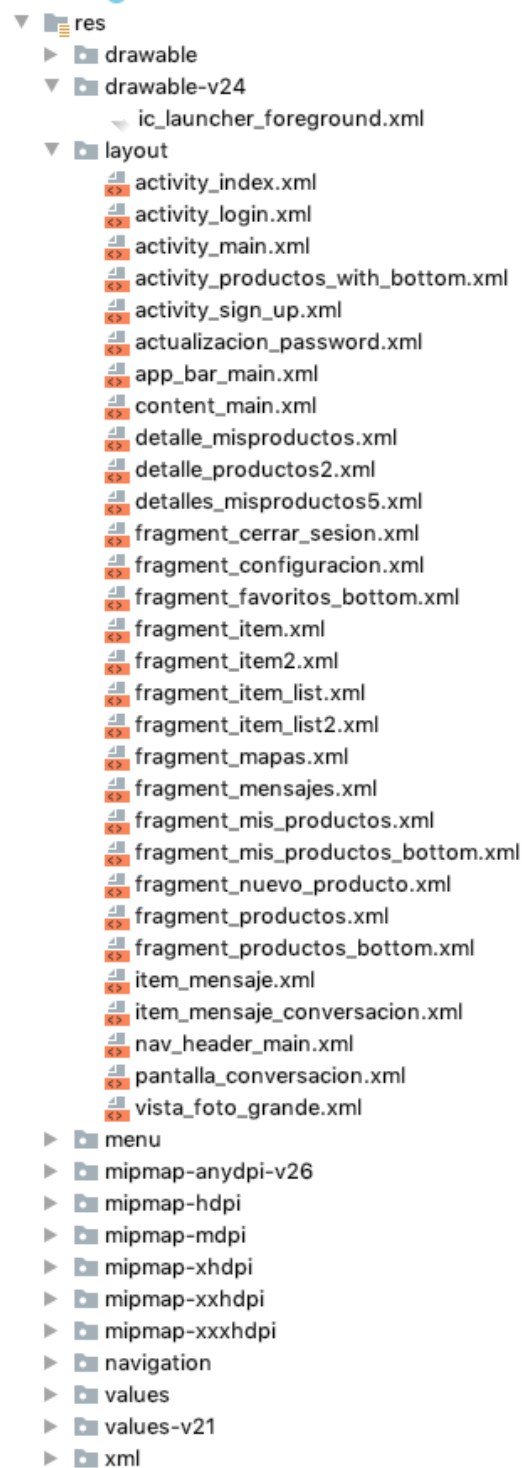 res
drawable
drawable-v24
ic_launcher_foreground.xml
layout
activity_index.xml
activity_login.xml
activity_main.xml
activity_productos_with_bottom.xml
activity_sign_up.xml
actualizacion_password.xml
app_bar_main.xml
content_main.xml
detalle_misproductos.xml
detalle_productos2.xml
detalles_misproductos5.xml
fragment_cerrar_sesion.xml
fragment_configuracion.xml
fragment_favoritos_bottom.xml
fragment_item.xml
fragment_item2.xml
fragment_item_list.xml
fragment_item_list2.xml
fragment_mapas.xml
fragment_mensajes.xml
fragment_mis_productos.xml
fragment_mis_productos_bottom.xml
fragment_nuevo_producto.xml
fragment_productos.xml
fragment_productos_bottom.xml
item_mensaje.xml
item_mensaje_conversacion.xml
nav_header_main.xml
pantalla_conversacion.xml
vista_foto_grande.xml
menu
mipmap-anydpi-v26
mipmap-hdpi
mipmap-mdpi
mipmap-xhdpi
mipmap-xxhdpi
mipmap-xxxhdpi
navigation
values
values-v21
xml